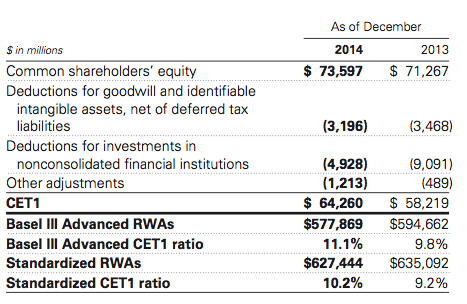 As of December
$ in millions 2014 2013
Common shareholders’ equity $ 73,597 $ 71,267
Deductions for goodwill and identifiable
intangible assets, net of deferred tax
liabilities (3,196) (3,468)
Deductions for investments in
nonconsolidated financial institutions (4,928) (9,091)
Other adjustments (1,213) (489)
CET1 $ 64,260 $ 58,219
Basel III Advanced RWAs $577,869 $594,662
Basel III Advanced CET1 ratio 11.1% 9.8%
Standardized RWAs $627,444 $635,092
Standardized CET1 ratio 10.2% 9.2%